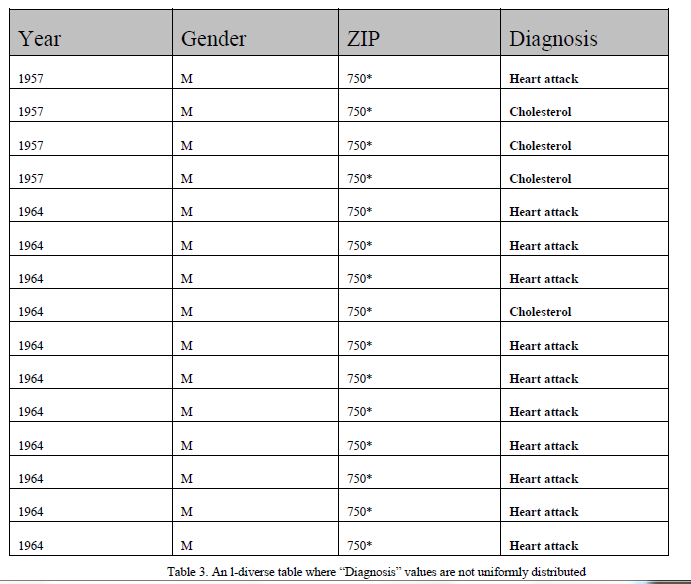 Year Gender ZIP Diagnosis
1957 M 750* Heart attack
1957 M 750* Cholesterol
1957 M 750* Cholesterol
1957 M 750* Cholesterol
1964 M 750* Heart attack
1964 M 750* Heart attack
1964 M 750* Heart attack
1964 M 750* Cholesterol
1964 M 750* Heart attack
1964 M 750* Heart attack
1964 M 750* Heart attack
1964 M 750* Heart attack
1964 M 750* Heart attack
1964 M 750* Heart attack
1964 M 750* Heart attack
Table 3. An l-diverse table where “Diagnosis” values are not uniformly distributed